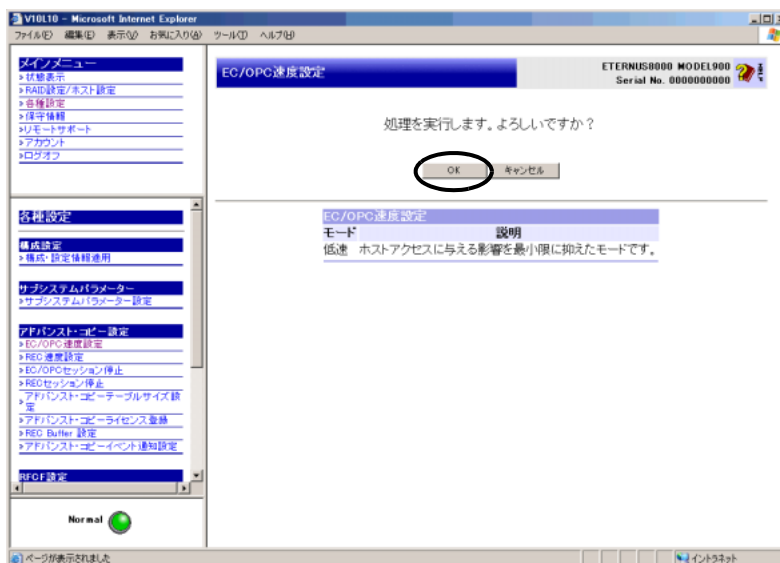 V10L10 - Microsoft Internet Explorer
ファイル(F) 編集(E) 表示(V) お気に入り(A) ツール(T) ヘルプ(H)
メインメニュー
>状態表示
>RAID設定/ホスト設定
>各種設定
>保守情報
>リモートサポート
>アカウント
>ログオフ
EC/OPC速度設定
ETERNUS8000 MODEL900
Serial No. 0000000000
処理を実行します。よろしいですか？
OK キャンセル
EC/OPC速度設定
モード 説明
低速 ホストアクセスに与える影響を最小限に抑えたモードです。
各種設定
構成設定
>構成・設定情報適用
サブシステムパラメーター
>サブシステムパラメーター設定
アドバンスト・コピー設定
>EC/OPC速度設定
>REC速度設定
>EC/OPCセッション停止
>RECセッション停止
>アドバンスト・コピーテーブルサイズ設
定
>アドバンスト・コピーライセンス登録
>REC Buffer 設定
>アドバンスト・コピーイベント通知設定
RFCF設定
Normal
ページが表示されました
イントラネット